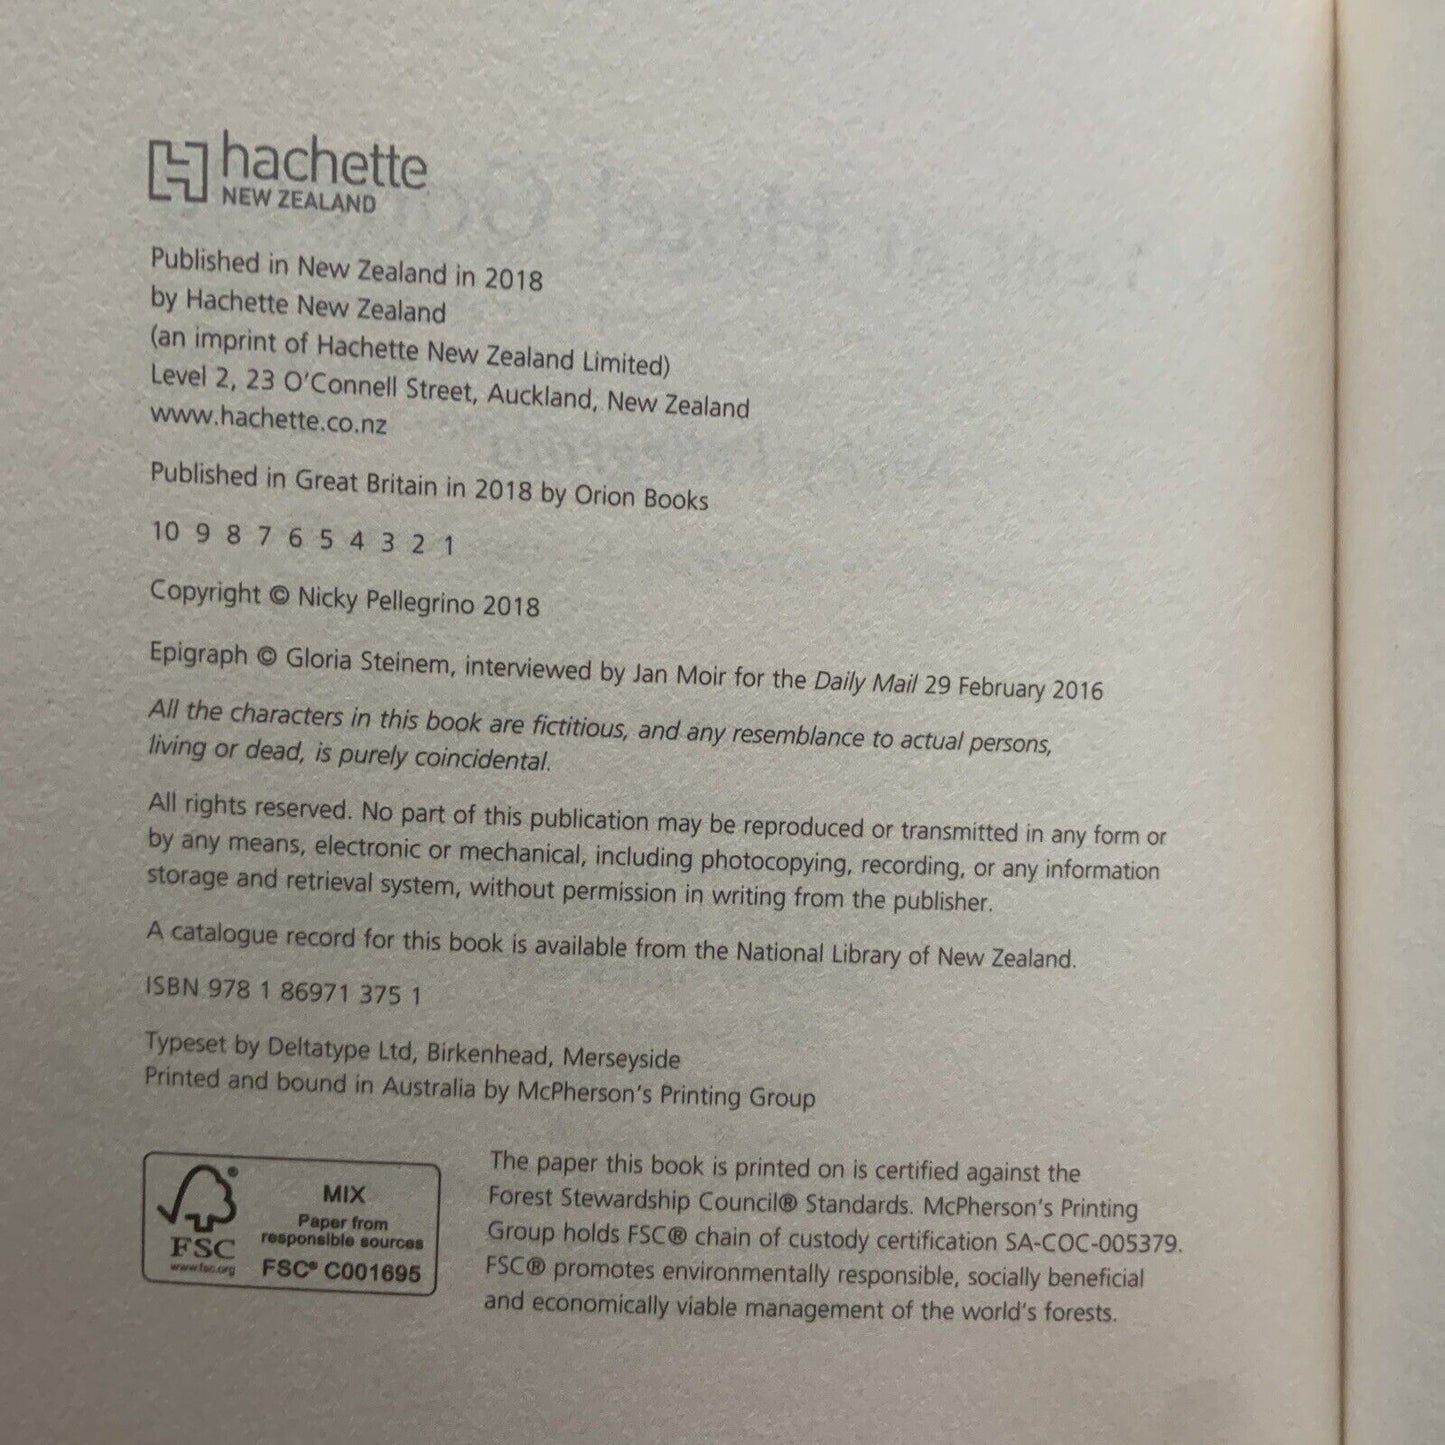 hachette
NEW ZEALAND
Published in New Zealand in 2018
by Hachette New Zealand
(an imprint of Hachette New Zealand Limited)
Level 2, 23 O'Connell Street, Auckland, New Zealand
www.hachette.co.nz
Published in Great Britain in 2018 by Orion Books
10 9 8 7 6 5 4 3 2 1
Copyright © Nicky Pellegrino 2018
Epigraph © Gloria Steinem, interviewed by Jan Moir for the Daily Mail 29 February 2016
All the characters in this book are fictitious, and any resemblance to actual persons,
living or dead, is purely coincidental.
All rights reserved. No part of this publication may be reproduced or transmitted in any form or
by any means, electronic or mechanical, including photocopying, recording, or any information
storage and retrieval system, without permission in writing from the publisher.
A catalogue record for this book is available from the National Library of New Zealand.
ISBN 978 1 86971 375 1
Typeset by Deltatype Ltd, Birkenhead, Merseyside
Printed and bound in Australia by McPherson's Printing Group
FSC
www.fsc.org
MIX
Paper from
responsible sources
FSC® C001695
The paper this book is printed on is certified against the
Forest Stewardship Council® Standards. McPherson's Printing
Group holds FSC® chain of custody certification SA-COC-005379.
FSC® promotes environmentally responsible, socially beneficial
and economically viable management of the world's forests.